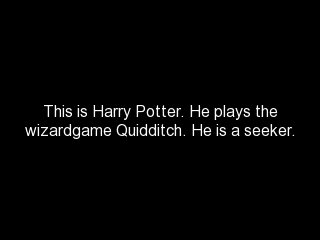 This is Harry Potter. He plays the
wizardgame Quidditch. He is a seeker.